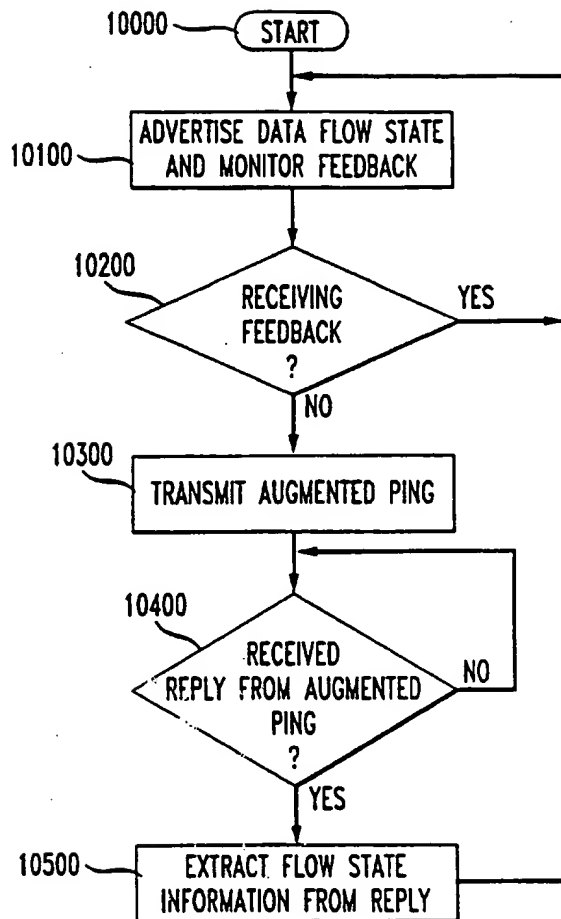 10000
START
10100
ADVERTISE DATA FLOW STATE
AND MONITOR FEEDBACK
10200
RECEIVING
FEEDBACK
?
YES
NO
10300
TRANSMIT AUGMENTED PING
10400
RECEIVED
REPLY FROM AUGMENTED
PING
?
NO
YES
10500
EXTRACT FLOW STATE
INFORMATION FROM REPLY